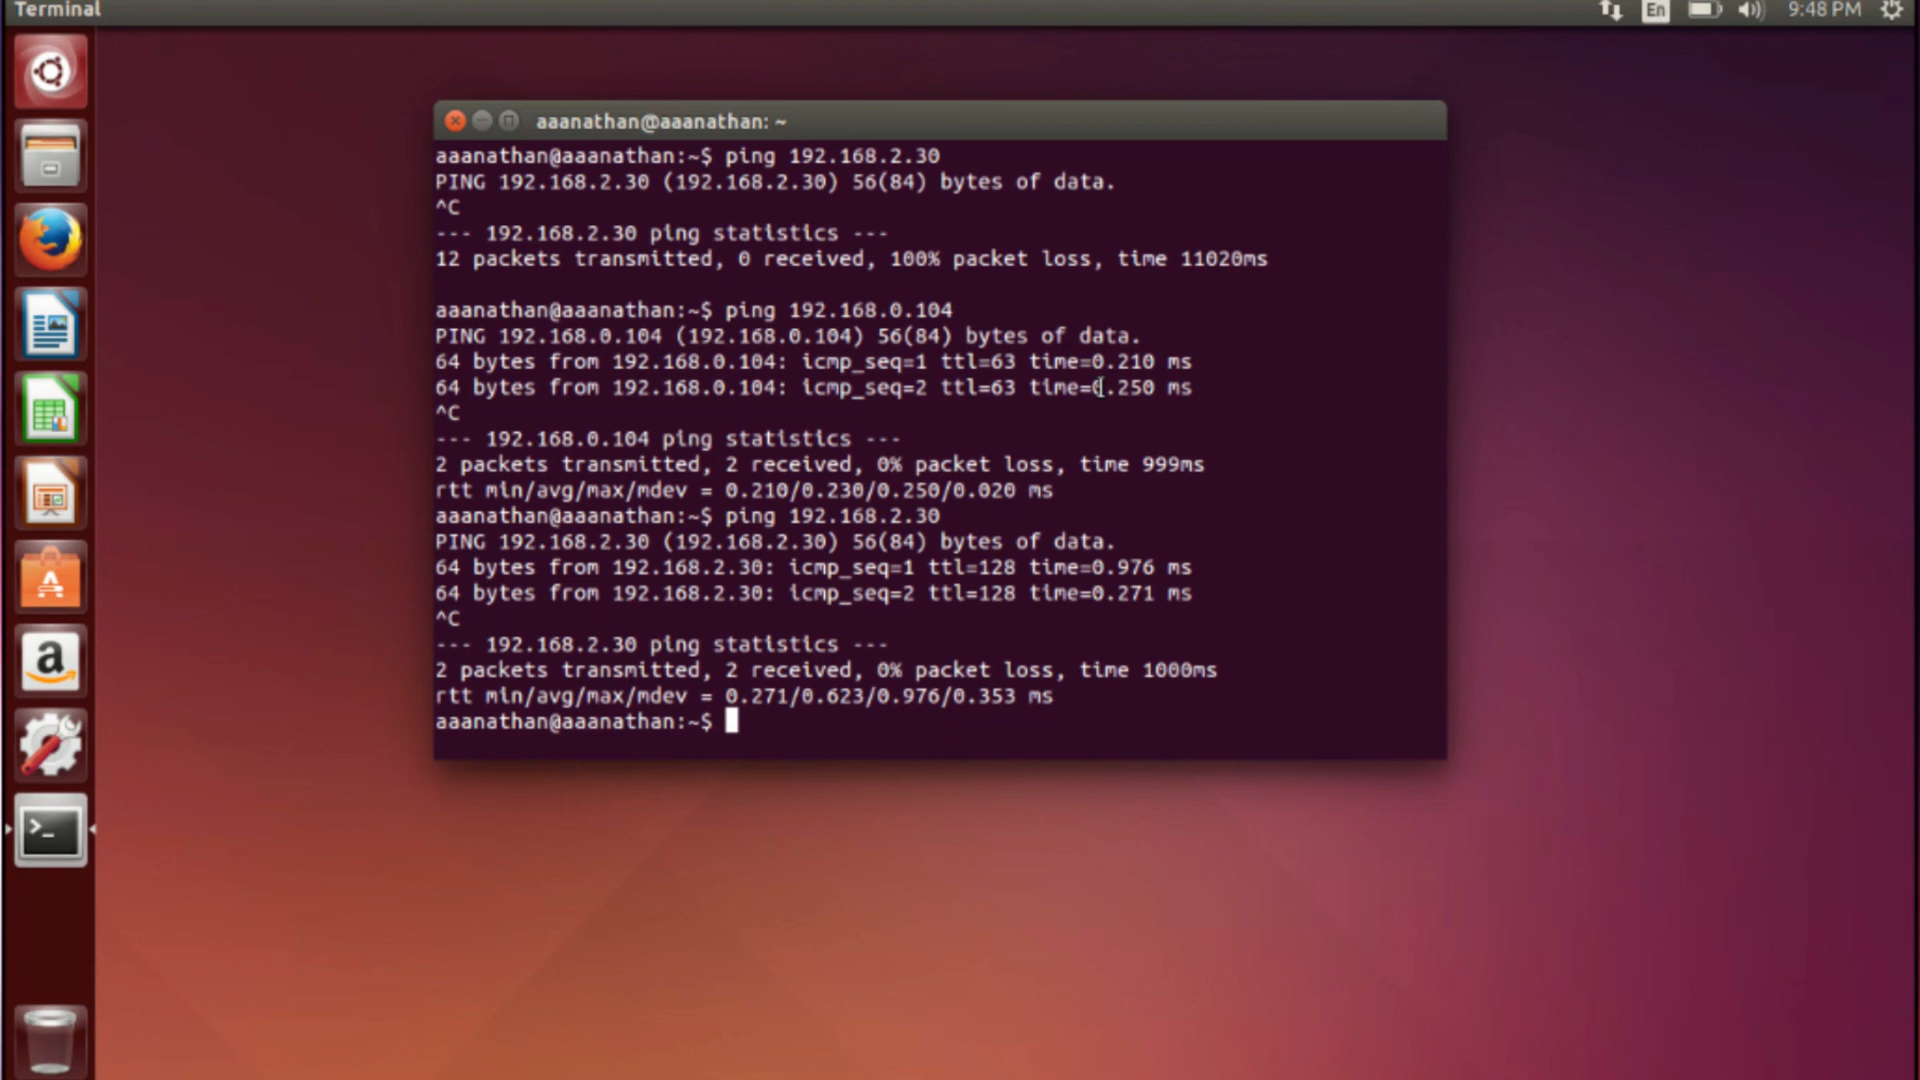 Terminal
En
9:48 PM
aaanathan@aaanathan: ~
aaanathan@aaanathan:~$ ping 192.168.2.30
PING 192.168.2.30 (192.168.2.30) 56(84) bytes of data.
^C
--- 192.168.2.30 ping statistics ---
12 packets transmitted, 0 received, 100% packet loss, time 11020ms
aaanathan@aaanathan:~$ ping 192.168.0.104
PING 192.168.0.104 (192.168.0.104) 56(84) bytes of data.
64 bytes from 192.168.0.104: icmp_seq=1 ttl=63 time=0.210 ms
64 bytes from 192.168.0.104: icmp_seq=2 ttl=63 time=0.250 ms
^C
--- 192.168.0.104 ping statistics ---
2 packets transmitted, 2 received, 0% packet loss, time 999ms
rtt min/avg/max/mdev = 0.210/0.230/0.250/0.020 ms
aaanathan@aaanathan:~$ ping 192.168.2.30
PING 192.168.2.30 (192.168.2.30) 56(84) bytes of data.
64 bytes from 192.168.2.30: icmp_seq=1 ttl=128 time=0.976 ms
64 bytes from 192.168.2.30: icmp_seq=2 ttl=128 time=0.271 ms
^C
--- 192.168.2.30 ping statistics ---
2 packets transmitted, 2 received, 0% packet loss, time 1000ms
rtt min/avg/max/mdev = 0.271/0.623/0.976/0.353 ms
aaanathan@aaanathan:~$